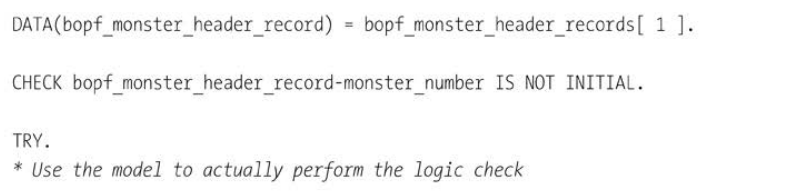 DATA(bopf_monster_header_record) = bopf_monster_header_records[ 1 ].
CHECK bopf_monster_header_record-monster_number IS NOT INITIAL.
TRY.
* Use the model to actually perform the logic check